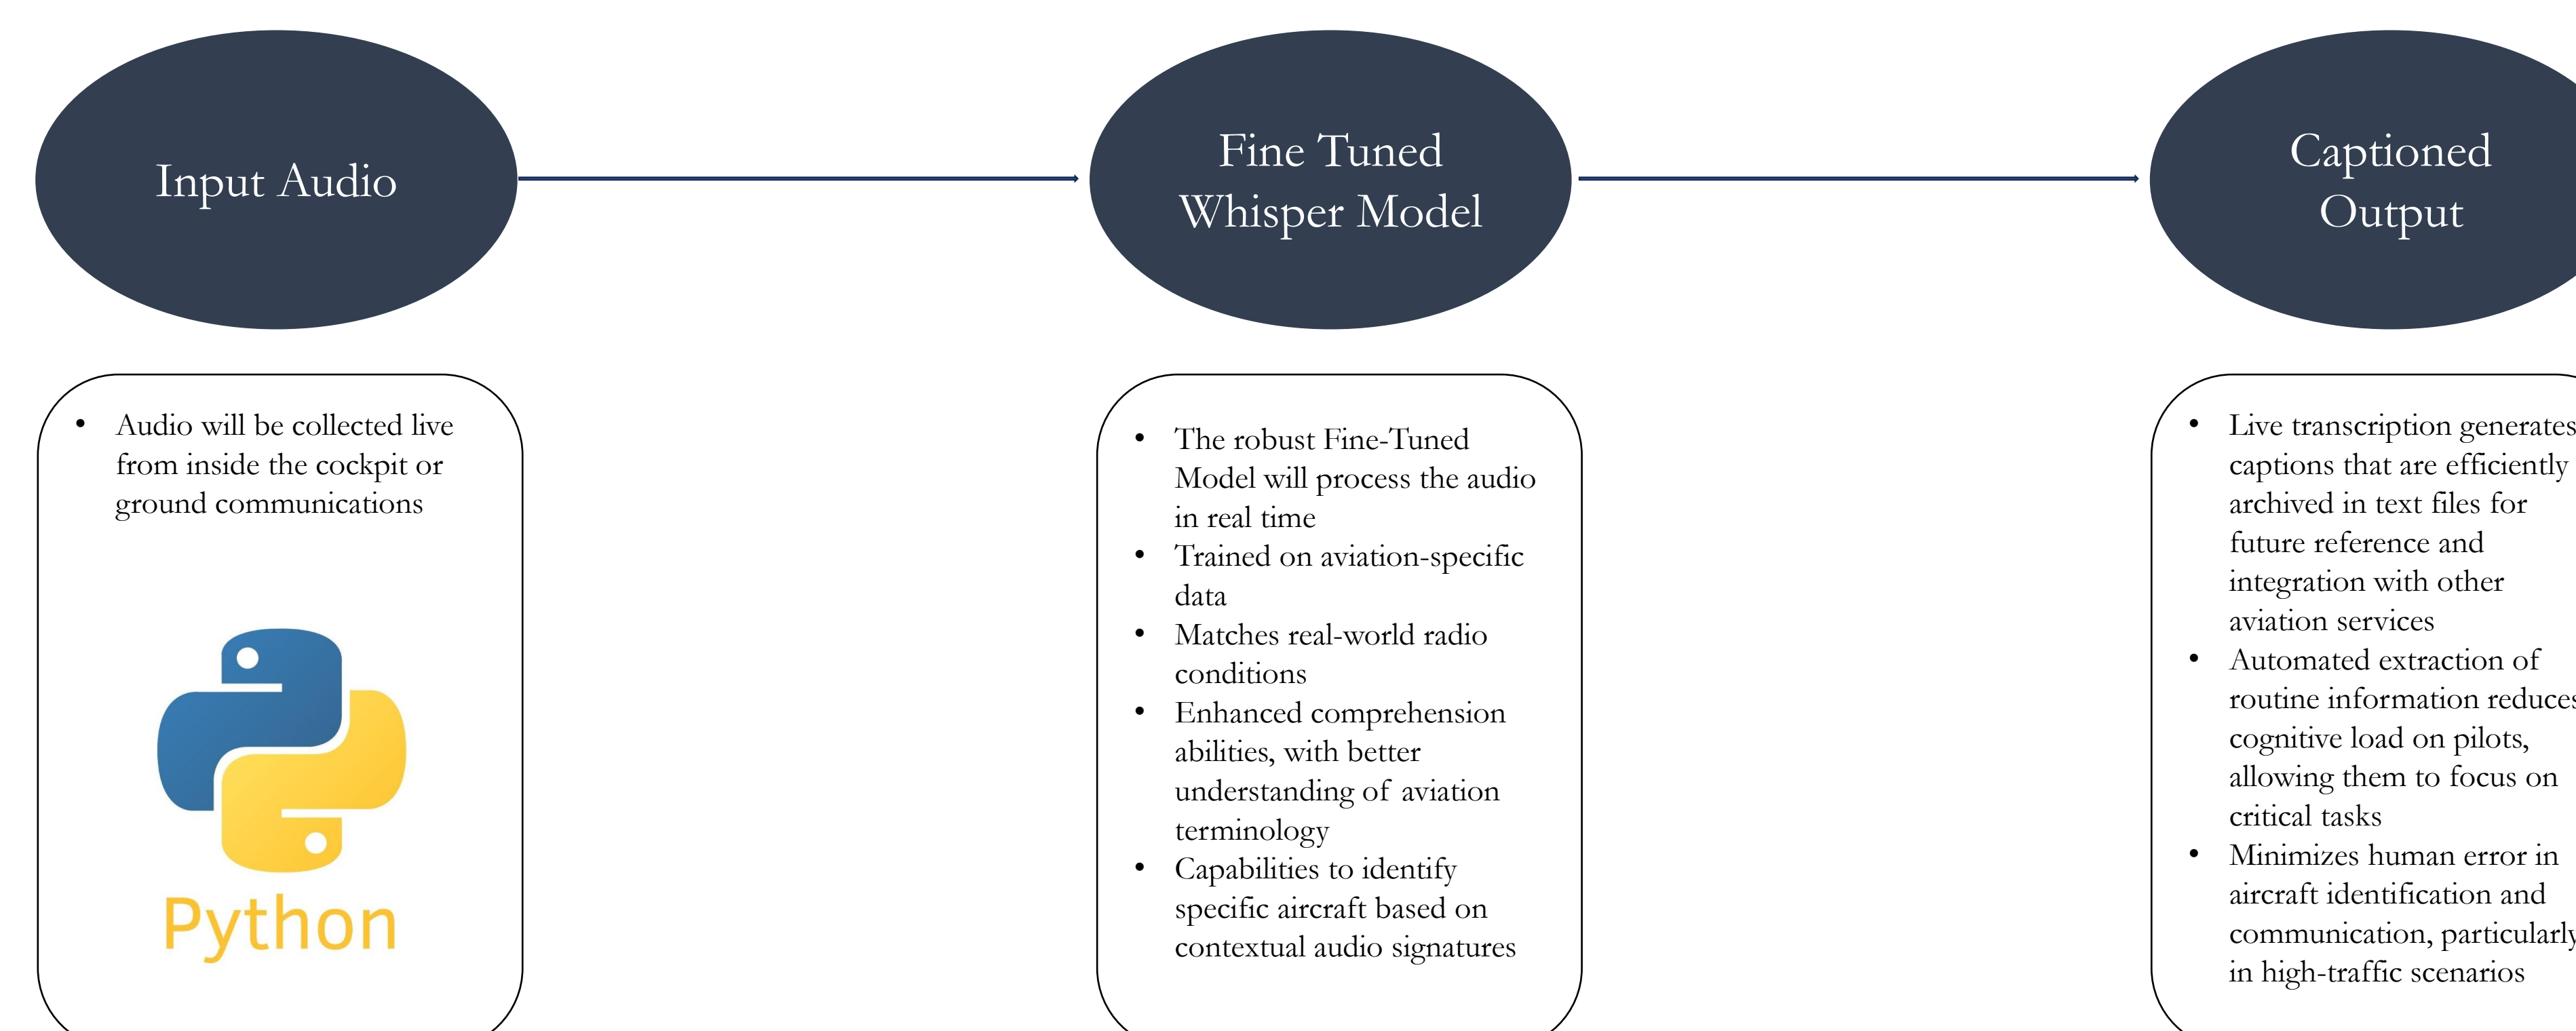 Input Audio
Fine Tuned
Whisper Model
Captioned
Output
• Audio will be collected live
from inside the cockpit or
ground communications
Python
• The robust Fine-Tuned
Model will process the audio
in real time
• Trained on aviation-specific
data
• Matches real-world radio
conditions
• Enhanced comprehension
abilities, with better
understanding of aviation
terminology
• Capabilities to identify
specific aircraft based on
contextual audio signatures
• Live transcription generates
captions that are efficiently
archived in text files for
future reference and
integration with other
aviation services
• Automated extraction of
routine information reduces
cognitive load on pilots,
allowing them to focus on
critical tasks
• Minimizes human error in
aircraft identification and
communication, particularly
in high-traffic scenarios